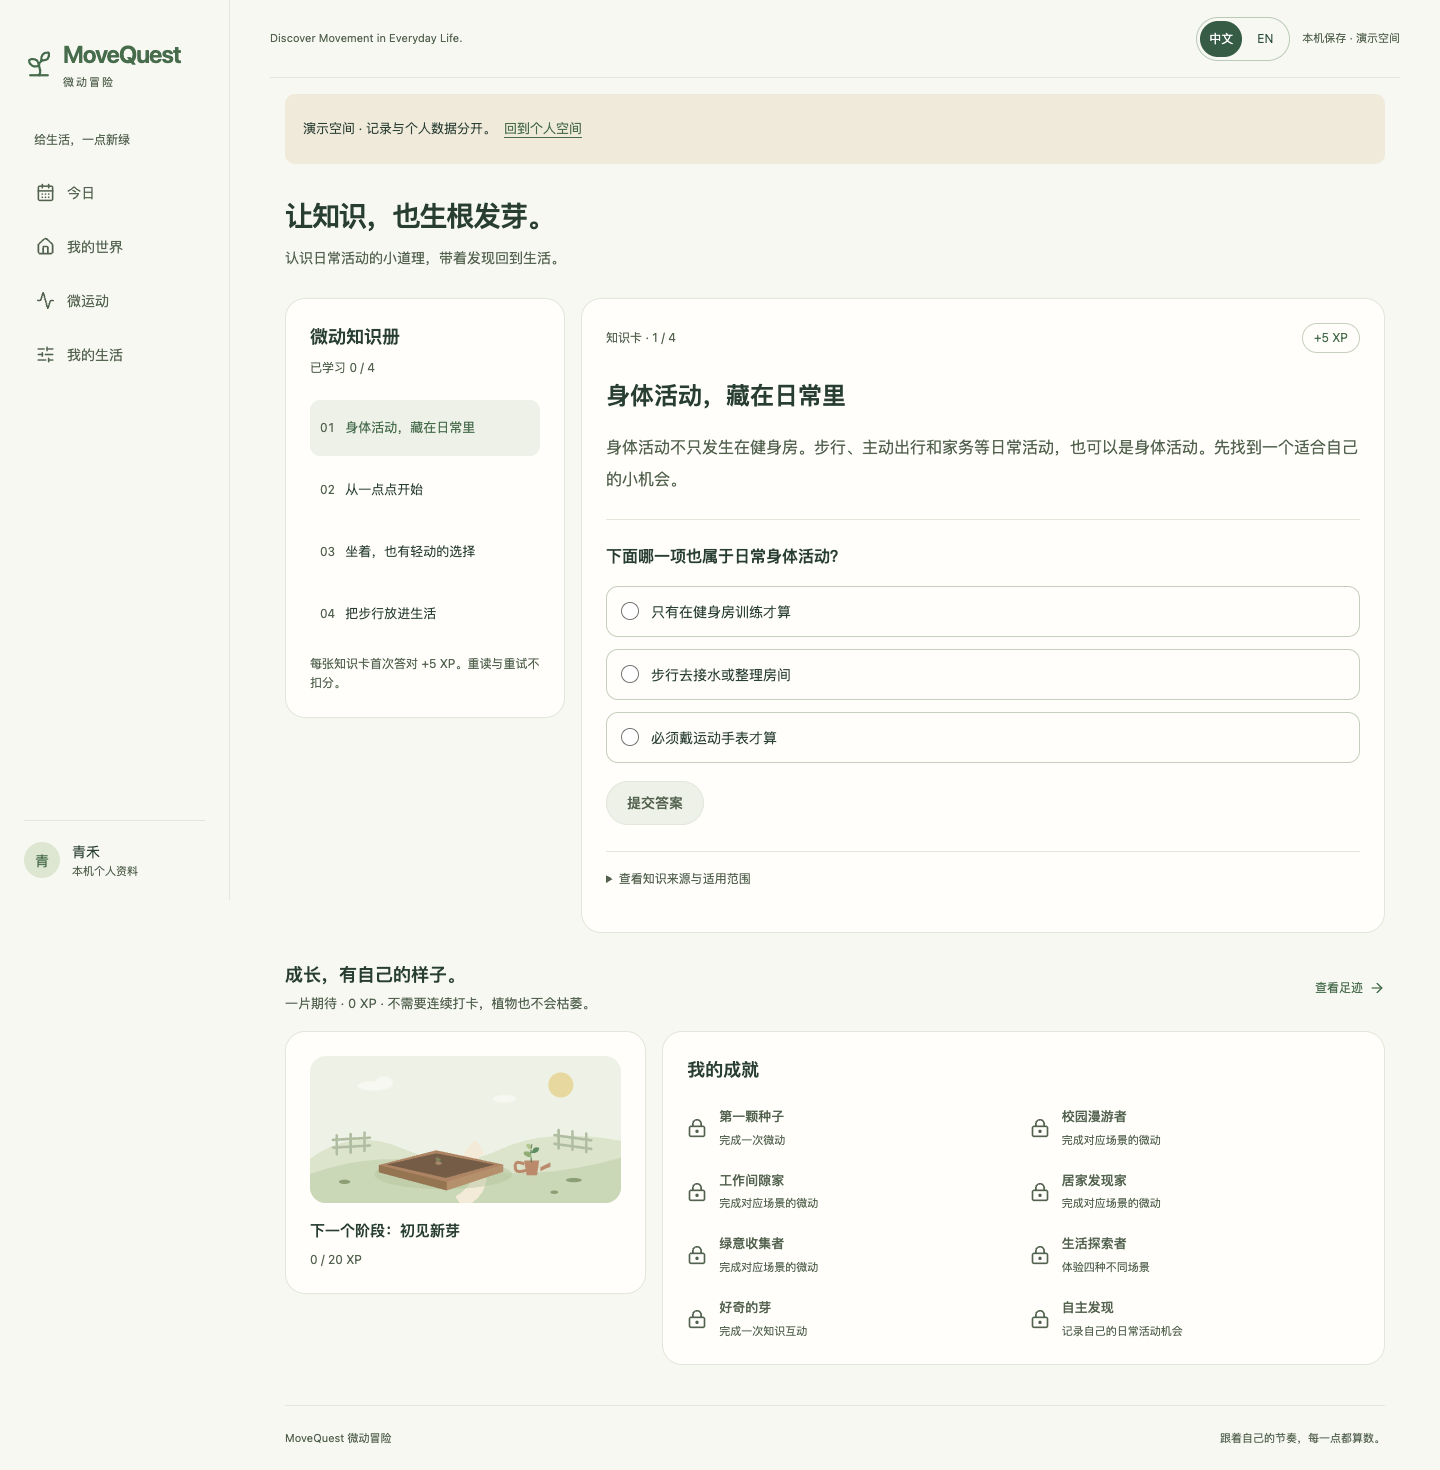 MoveQuest
微动冒险
给生活，一点新绿
今日
我的世界
微运动
我的生活
青
青禾
本机个人资料
Discover Movement in Everyday Life.
中文
EN
本机保存 · 演示空间
演示空间 · 记录与个人数据分开。 回到个人空间
让知识，也生根发芽。
认识日常活动的小道理，带着发现回到生活。
微动知识册
已学习 0 / 4
01 身体活动，藏在日常里
02 从一点点开始
03 坐着，也有轻动的选择
04 把步行放进生活
每张知识卡首次答对 +5 XP。重读与重试不
扣分。
知识卡 · 1 / 4
+5 XP
身体活动，藏在日常里
身体活动不只发生在健身房。步行、主动出行和家务等日常活动，也可以是身体活动。先找到一个适合自己
的小机会。
下面哪一项也属于日常身体活动？
只有在健身房训练才算
步行去接水或整理房间
必须戴运动手表才算
提交答案
查看知识来源与适用范围
成长，有自己的样子。
一片期待 · 0 XP · 不需要连续打卡，植物也不会枯萎。
查看足迹
下一个阶段：初见新芽
0 / 20 XP
我的成就
第一颗种子
完成一次微动
校园漫游者
完成对应场景的微动
工作间隙家
完成对应场景的微动
居家发现家
完成对应场景的微动
绿意收集者
完成对应场景的微动
生活探索者
体验四种不同场景
好奇的芽
完成一次知识互动
自主发现
记录自己的日常活动机会
MoveQuest 微动冒险
跟着自己的节奏，每一点都算数。